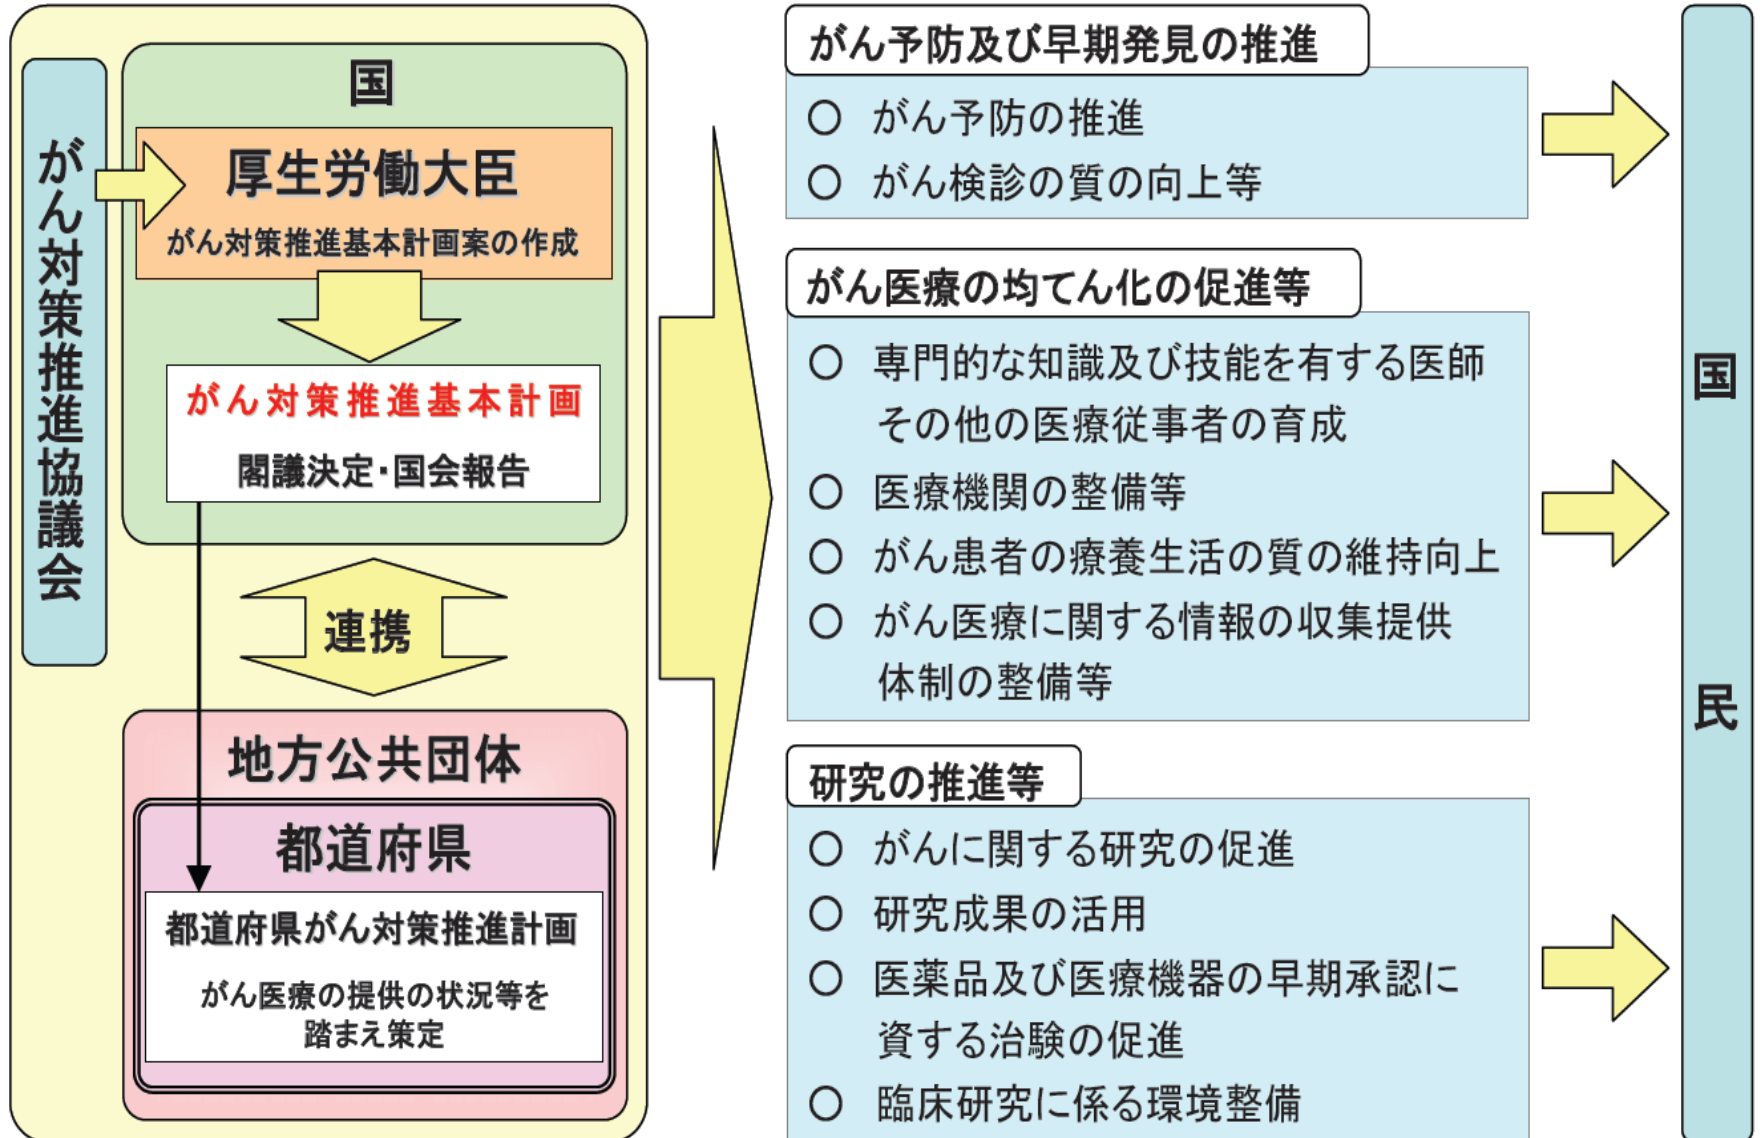 がん対策推進協議会
国
厚生労働大臣
がん対策推進基本計画案の作成
がん対策推進基本計画
閣議決定・国会報告
連携
地方公共団体
都道府県
都道府県がん対策推進計画
がん医療の提供の状況等を
踏まえ策定
がん予防及び早期発見の推進
○ がん予防の推進
○ がん検診の質の向上等
がん医療の均てん化の促進等
○ 専門的な知識及び技能を有する医師
その他の医療従事者の育成
○ 医療機関の整備等
○ がん患者の療養生活の質の維持向上
○ がん医療に関する情報の収集提供
体制の整備等
研究の推進等
○ がんに関する研究の促進
○ 研究成果の活用
○ 医薬品及び医療機器の早期承認に
資する治験の促進
○ 臨床研究に係る環境整備
国民